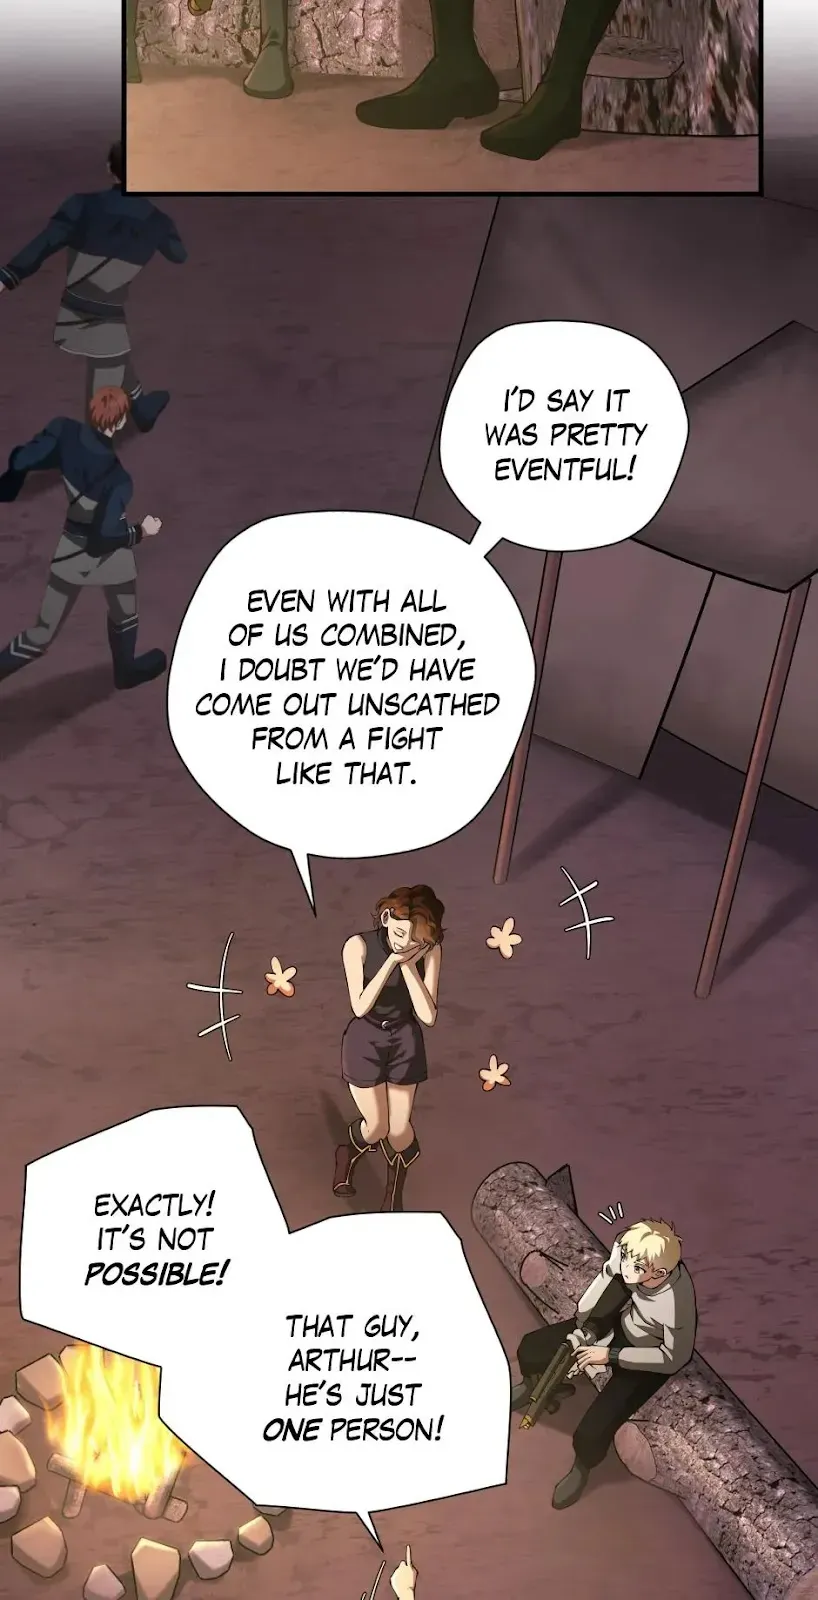 I'D SAY IT
WAS PRETTY
EVENTFUL!
EVEN WITH ALL
OF US COMBINED,
I DOUBT WE'D HAVE
COME OUT UNSCATHED
FROM A FIGHT
LIKE THAT.
EXACTLY!
IT'S NOT
POSSIBLE!
THAT GUY,
ARTHUR--
HE'S JUST
ONE PERSON!